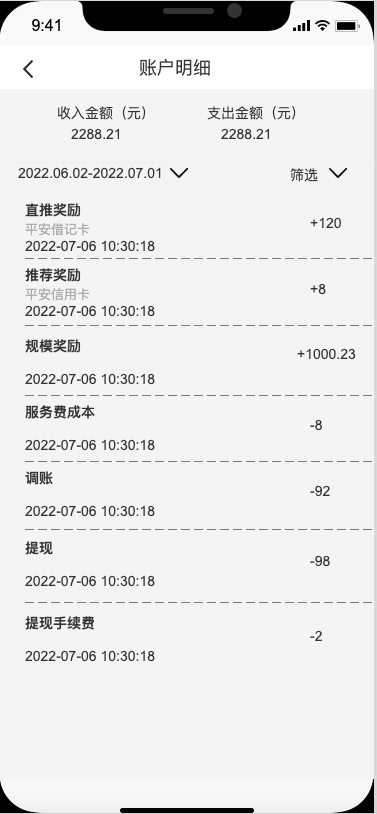 9:41
账户明细
收入金额（元） 支出金额（元）
2288.21 2288.21
2022.06.02-2022.07.01 筛选
直推奖励
平安借记卡 +120
2022-07-06 10:30:18
推荐奖励
平安信用卡 +8
2022-07-06 10:30:18
规模奖励
+1000.23
2022-07-06 10:30:18
服务费成本
-8
2022-07-06 10:30:18
调账
-92
2022-07-06 10:30:18
提现
-98
2022-07-06 10:30:18
提现手续费
-2
2022-07-06 10:30:18